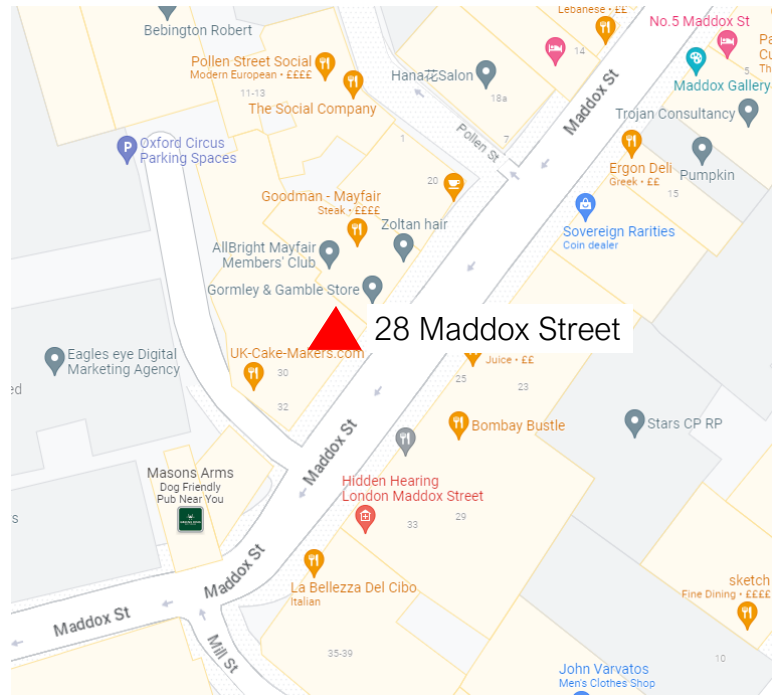 Lebanese • ££
Bebington Robert
No.5 Maddox St
14
Pollen Street Social
Modern European • ££££
11-13
Hana花Salon
18a
Maddox St
5
Maddox Gallery
The Social Company
Trojan Consultancy
Pollen St
7
1
Oxford Circus
Parking Spaces
20
Ergon Deli
Greek • ££
15
Pumpkin
Goodman - Mayfair
Steak • ££££
Zoltan hair
Sovereign Rarities
Coin dealer
AllBright Mayfair
Members' Club
Gormley & Gamble Store
28 Maddox Street
UK-Cake-Makers.com
Eagles eye Digital
Marketing Agency
30
32
Juice • ££
25
23
Bombay Bustle
Stars CP RP
Maddox St
Masons Arms
Dog Friendly
Pub Near You
Hidden Hearing
London Maddox Street
33
29
La Bellezza Del Cibo
Italian
Maddox St
Maddox St
Mill St
sketch
Fine Dining • ££££
35-39
10
John Varvatos
Men's Clothes Shop